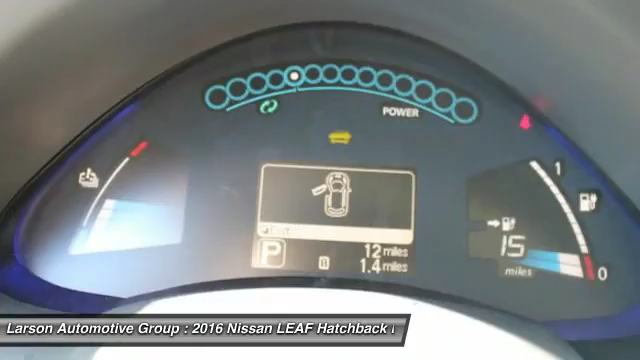 POWER
1
15
miles
0
P
12 miles
1.4 miles
Larson Automotive Group : 2016 Nissan LEAF Hatchback